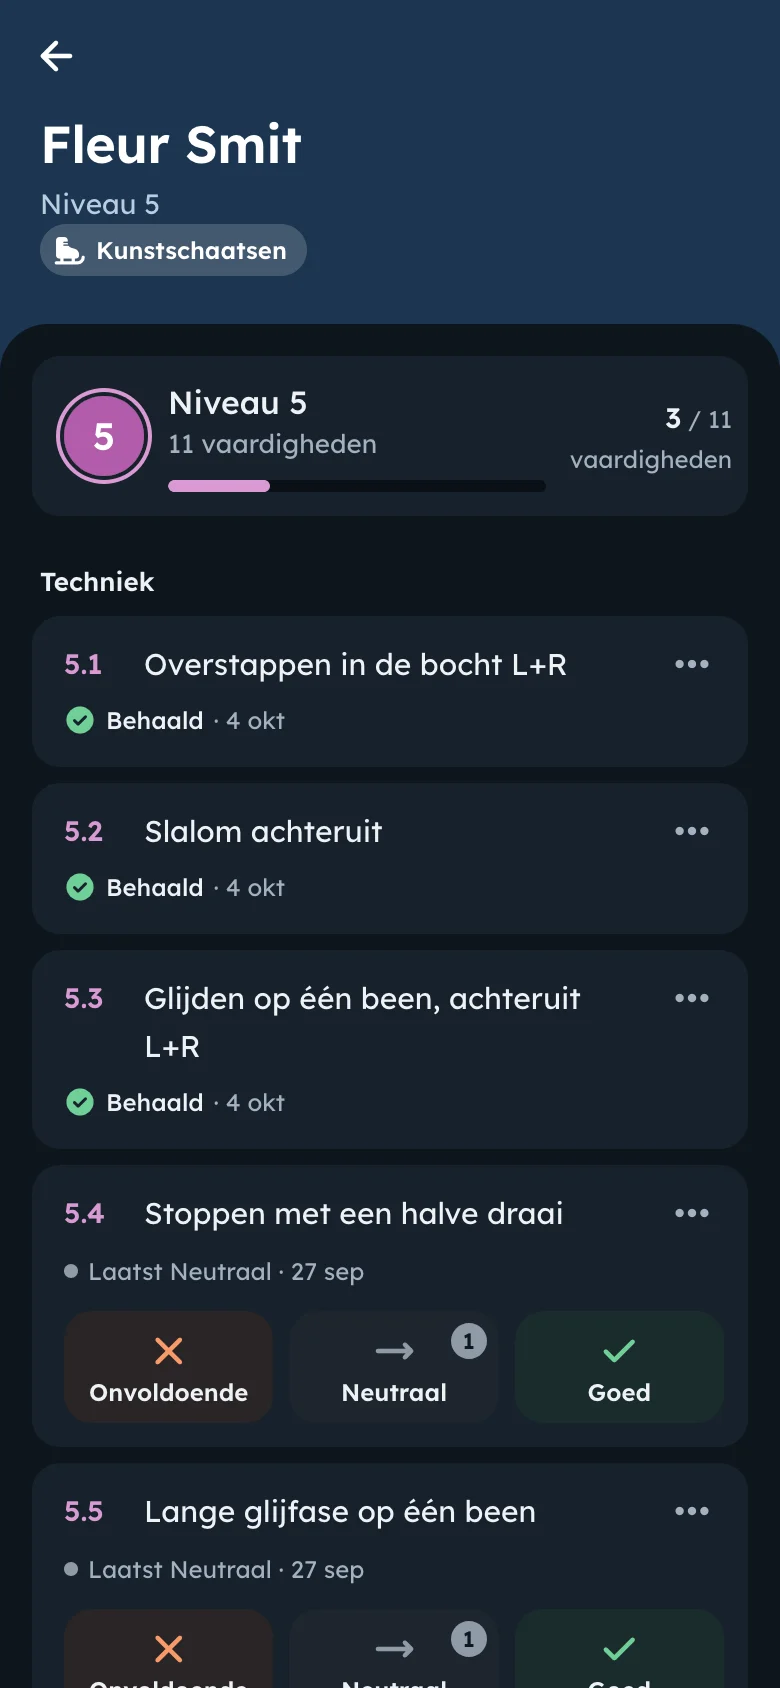 Fleur Smit
Niveau 5
Kunstschaatsen
5
Niveau 5
11 vaardigheden
3 / 11
vaardigheden
Techniek
5.1 Overstappen in de bocht L+R
Behaald · 4 okt
5.2 Slalom achteruit
Behaald · 4 okt
5.3 Glijden op één been, achteruit
L+R
Behaald · 4 okt
5.4 Stoppen met een halve draai
Laatst Neutraal · 27 sep
1
Onvoldoende Neutraal Goed
5.5 Lange glijfase op één been
Laatst Neutraal · 27 sep
1
Onvoldoende Neutraal Goed